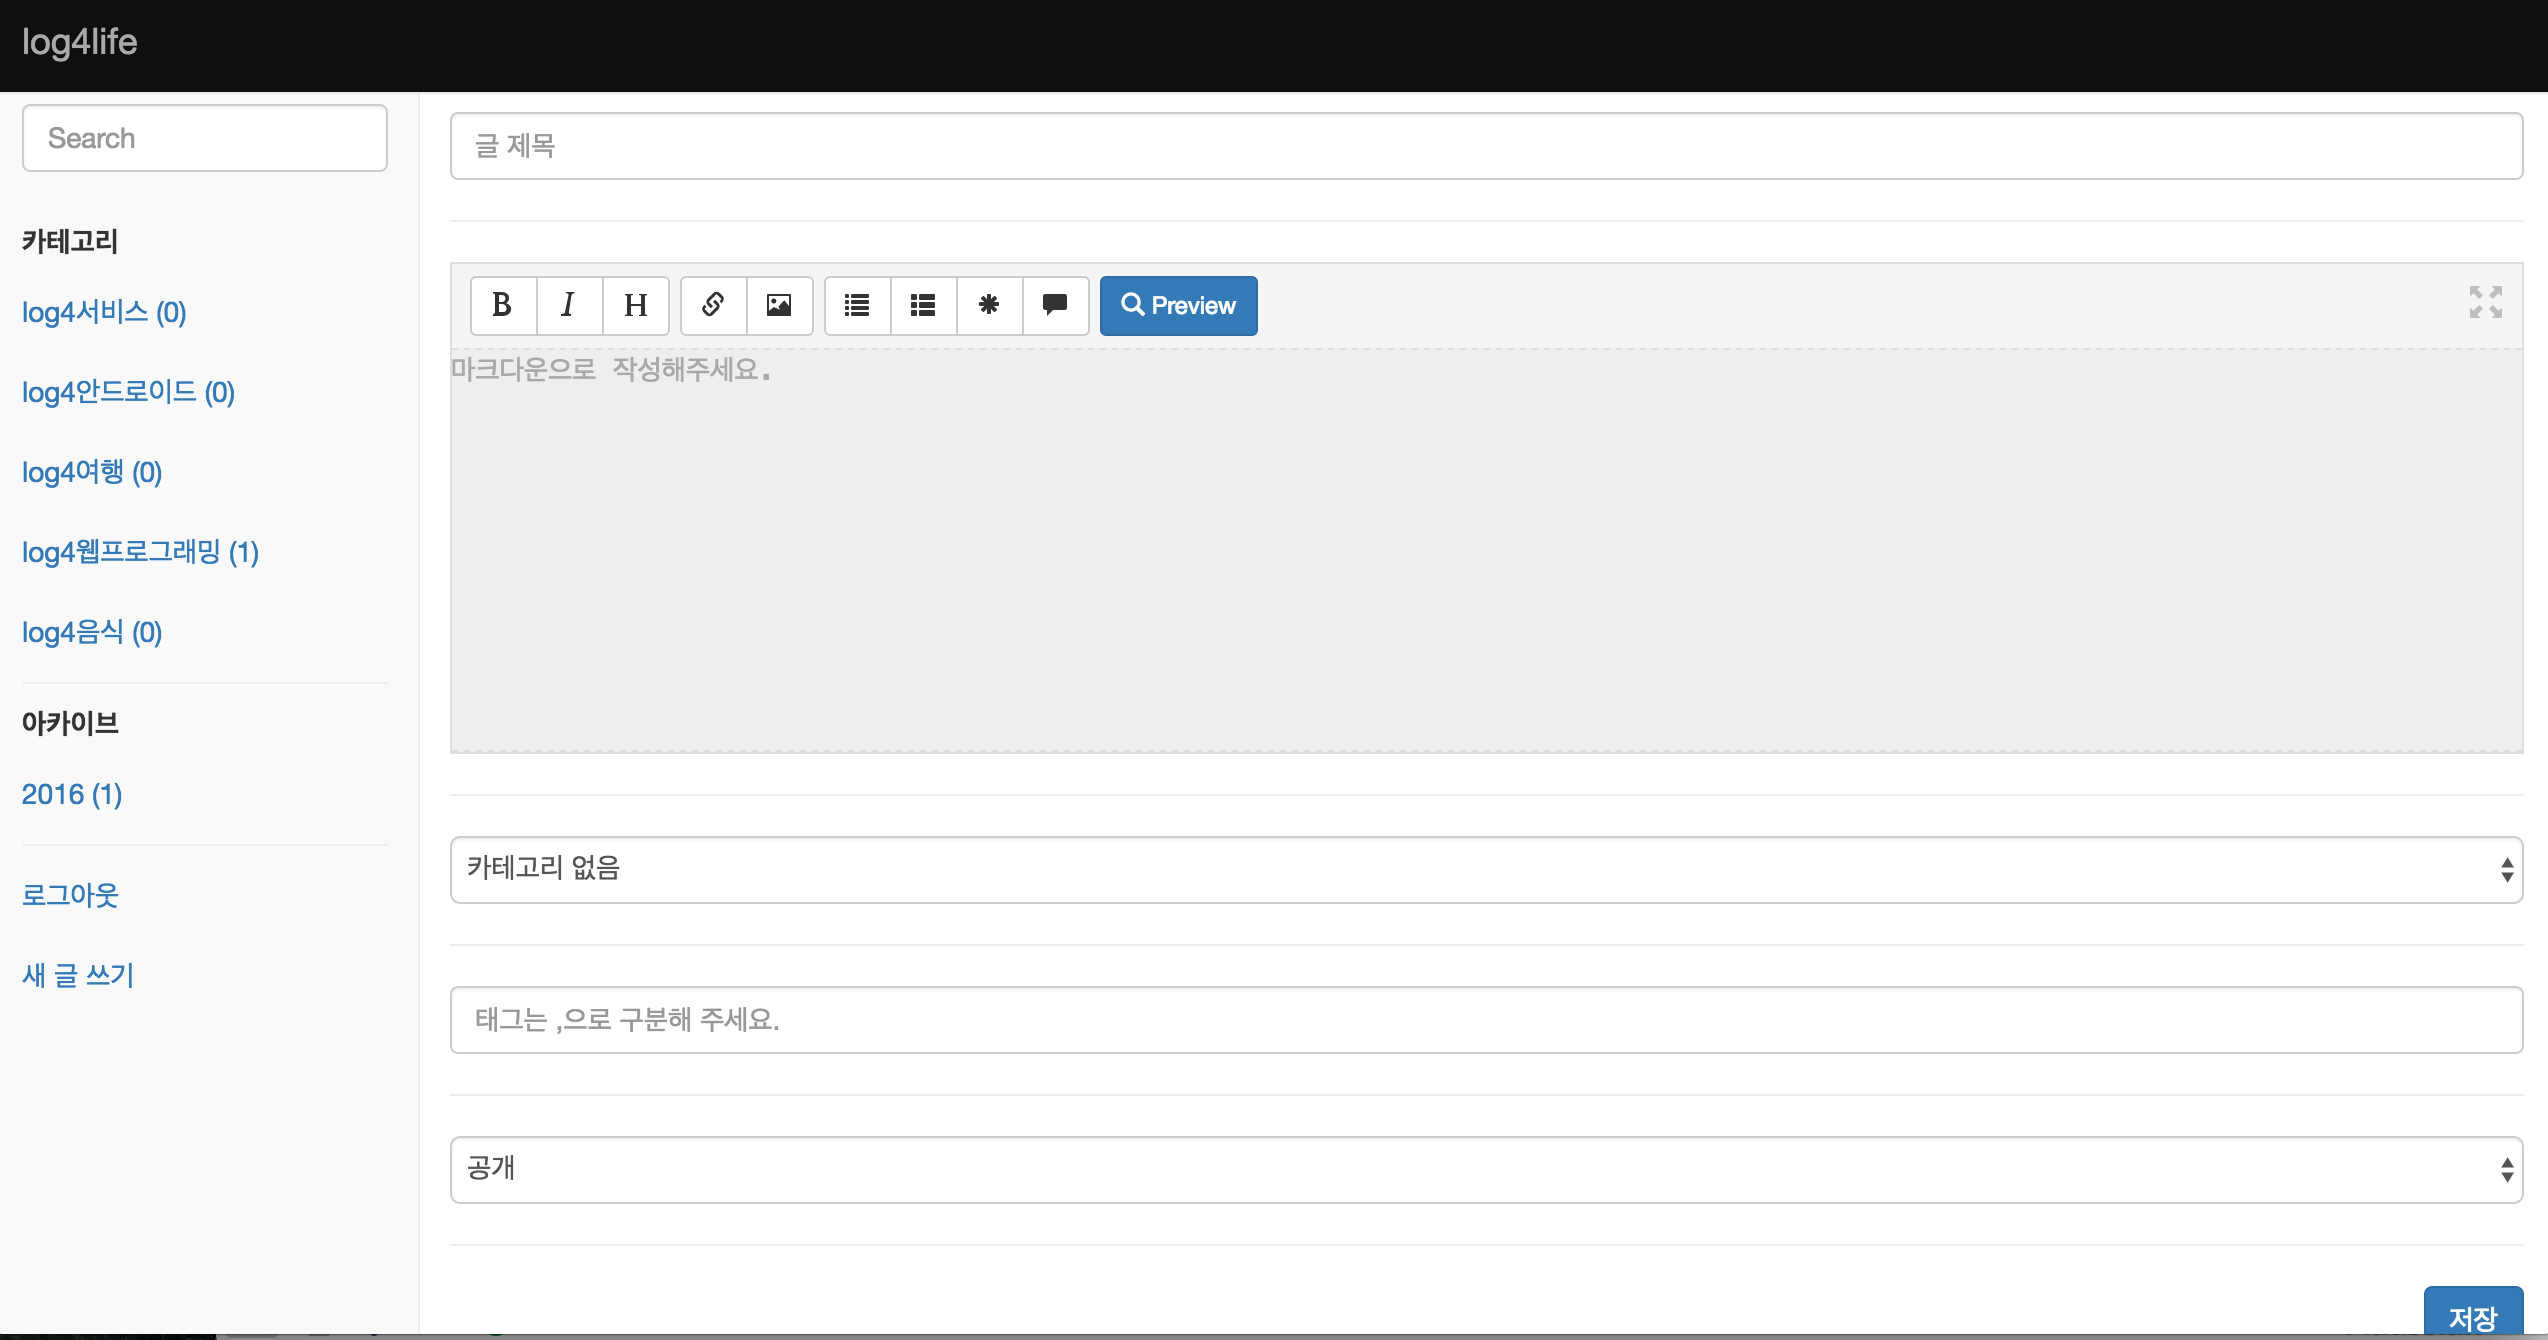 log4life
Search
카테고리
log4서비스 (0)
log4안드로이드 (0)
log4여행 (0)
log4웹프로그래밍 (1)
log4음식 (0)
아카이브
2016 (1)
로그아웃
새 글 쓰기
글 제목
B I H Preview
마크다운으로 작성해주세요.
카테고리 없음
태그는 ,으로 구분해 주세요.
공개
저장